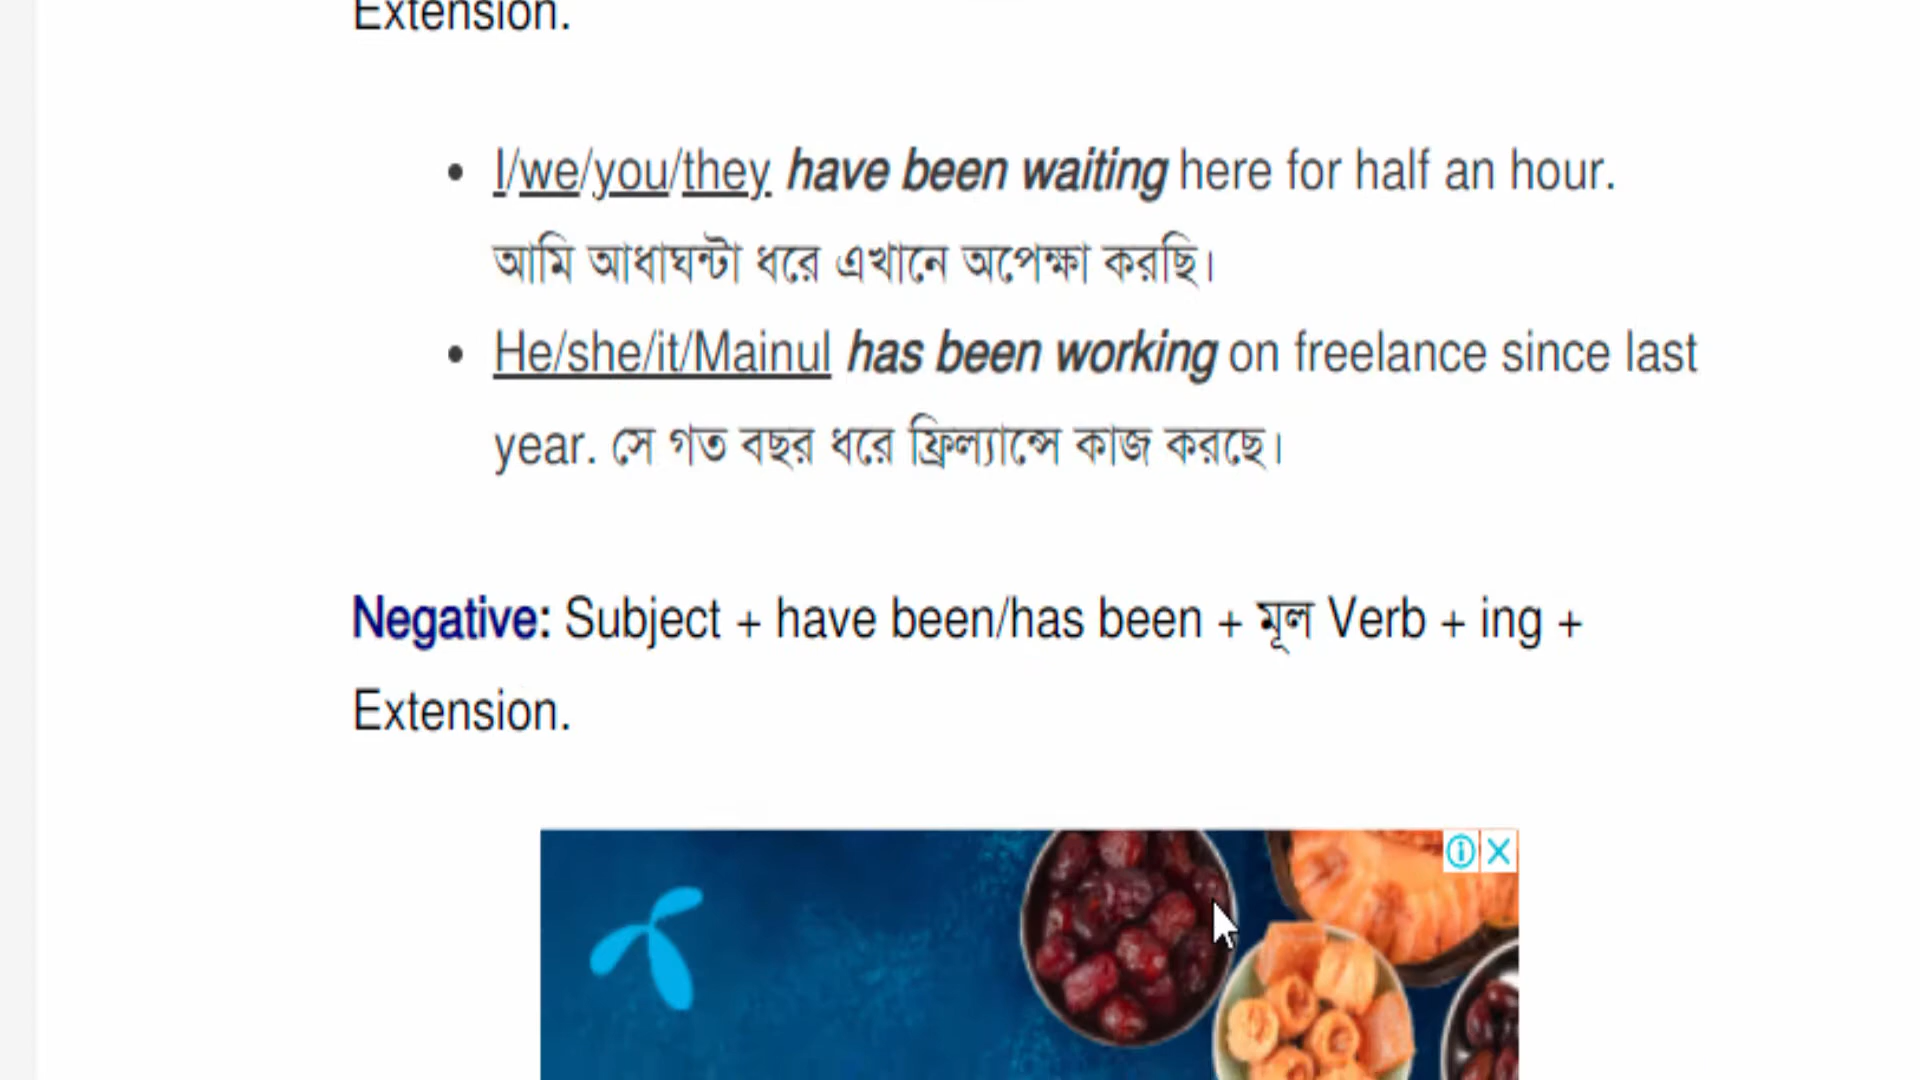 Extension.
I/we/you/they have been waiting here for half an hour.
আমি আধাঘন্টা ধরে এখানে অপেক্ষা করছি।
He/she/it/Mainul has been working on freelance since last
year. সে গত বছর ধরে ফ্রিল্যান্সে কাজ করছে।
Negative: Subject + have been/has been + মূল Verb + ing +
Extension.